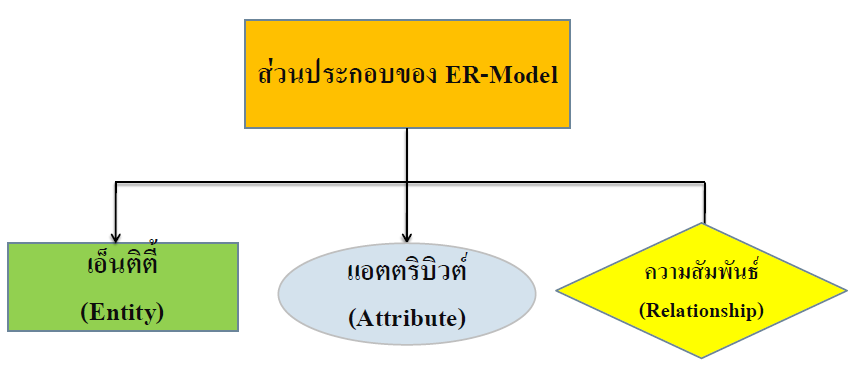 ส่วนประกอบของ ER-Model
เอ็นติตี้
(Entity)
แอตตริบิวต์
(Attribute)
ความสัมพันธ์
(Relationship)